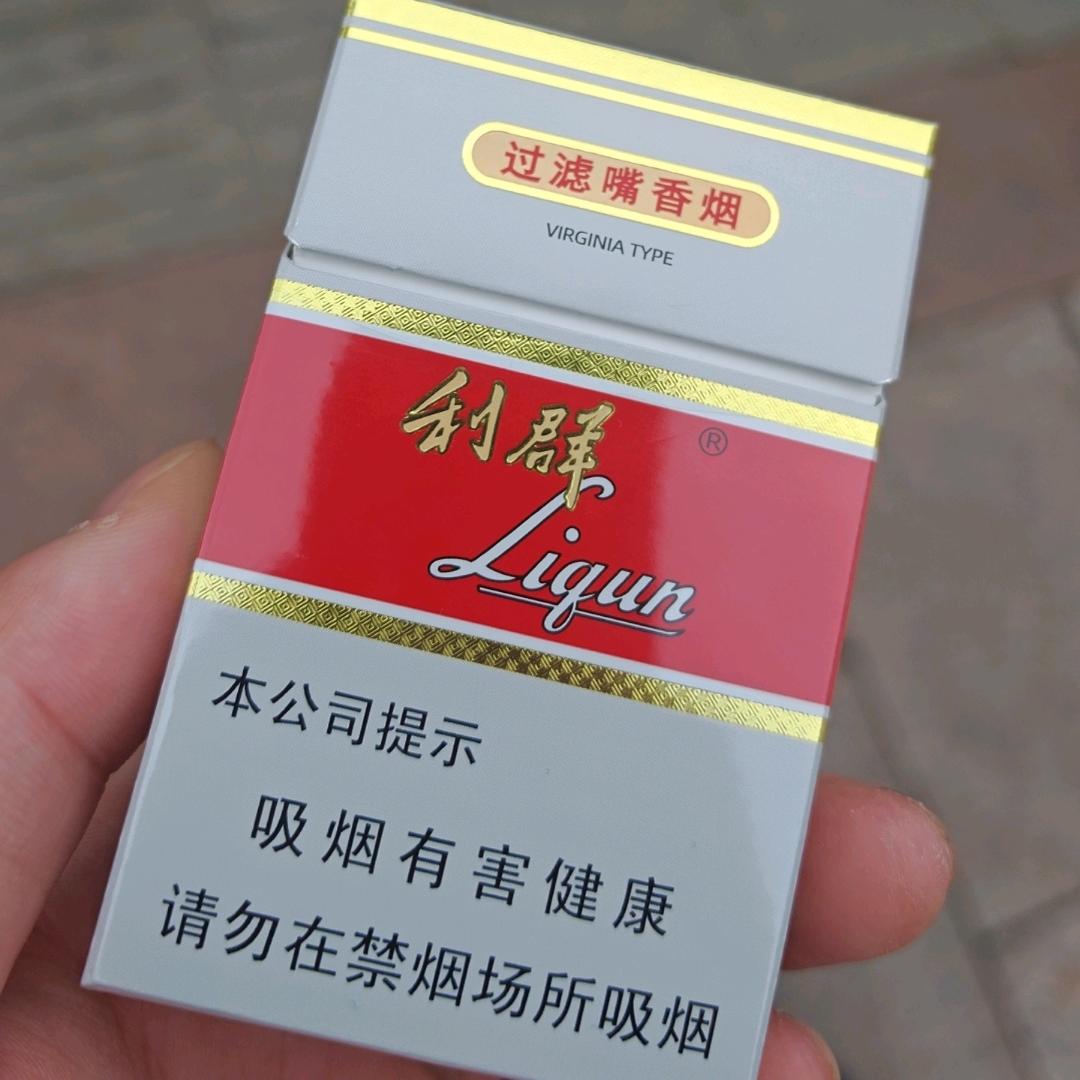 过滤嘴香烟
VIRGINIA TYPE
利群
®
Liqun
本公司提示
吸烟有害健康
请勿在禁烟场所吸烟